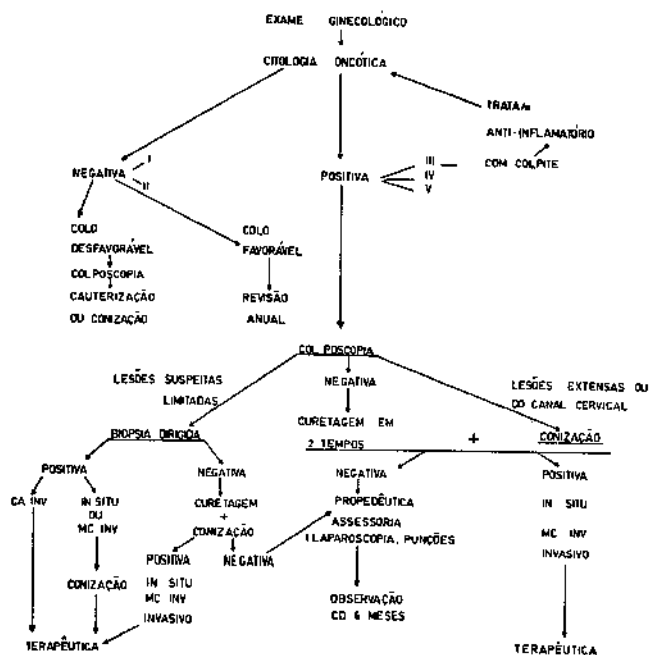 EXAME GINECOLÓGICO
CITOLOGIA ONCÓTICA
TRATAM
ANTI-INFLAMATÓRIO
COM COLPITE
NEGATIVA
I
II
POSITIVA
III
IV
V
COLO
DESFAVORÁVEL
COLPOSCOPIA
CAUTERIZAÇÃO
OU CONIZAÇÃO
COLO
FAVORÁVEL
REVISÃO
ANUAL
COLPOSCOPIA
LESÕES SUSPEITAS
LIMITADAS
NEGATIVA
CURETAGEM EM
2 TEMPOS
LESÕES EXTENSAS OU
DO CANAL CERVICAL
+
CONIZAÇÃO
BIOPSIA DIRIGIDA
POSITIVA
CA INV
IN SITU
OU
MC INV
CONIZAÇÃO
NEGATIVA
CURETAGEM
+
CONIZAÇÃO
POSITIVA
IN SITU
MC INV
INVASIVO
NEGATIVA
TERAPÊUTICA
NEGATIVA
PROPEDÊUTICA
ASSESSORIA
(LAPAROSCOPIA, PUNÇÕES
OBSERVAÇÃO
CD 6 MESES
POSITIVA
IN SITU
MC INV
INVASIVO
TERAPÊUTICA